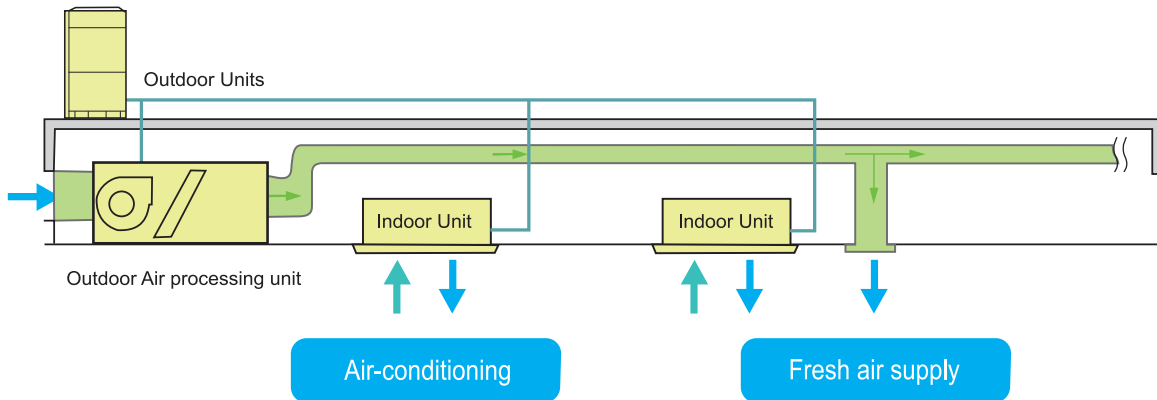 Outdoor Units
Indoor Unit
Indoor Unit
Outdoor Air processing unit
Air-conditioning
Fresh air supply